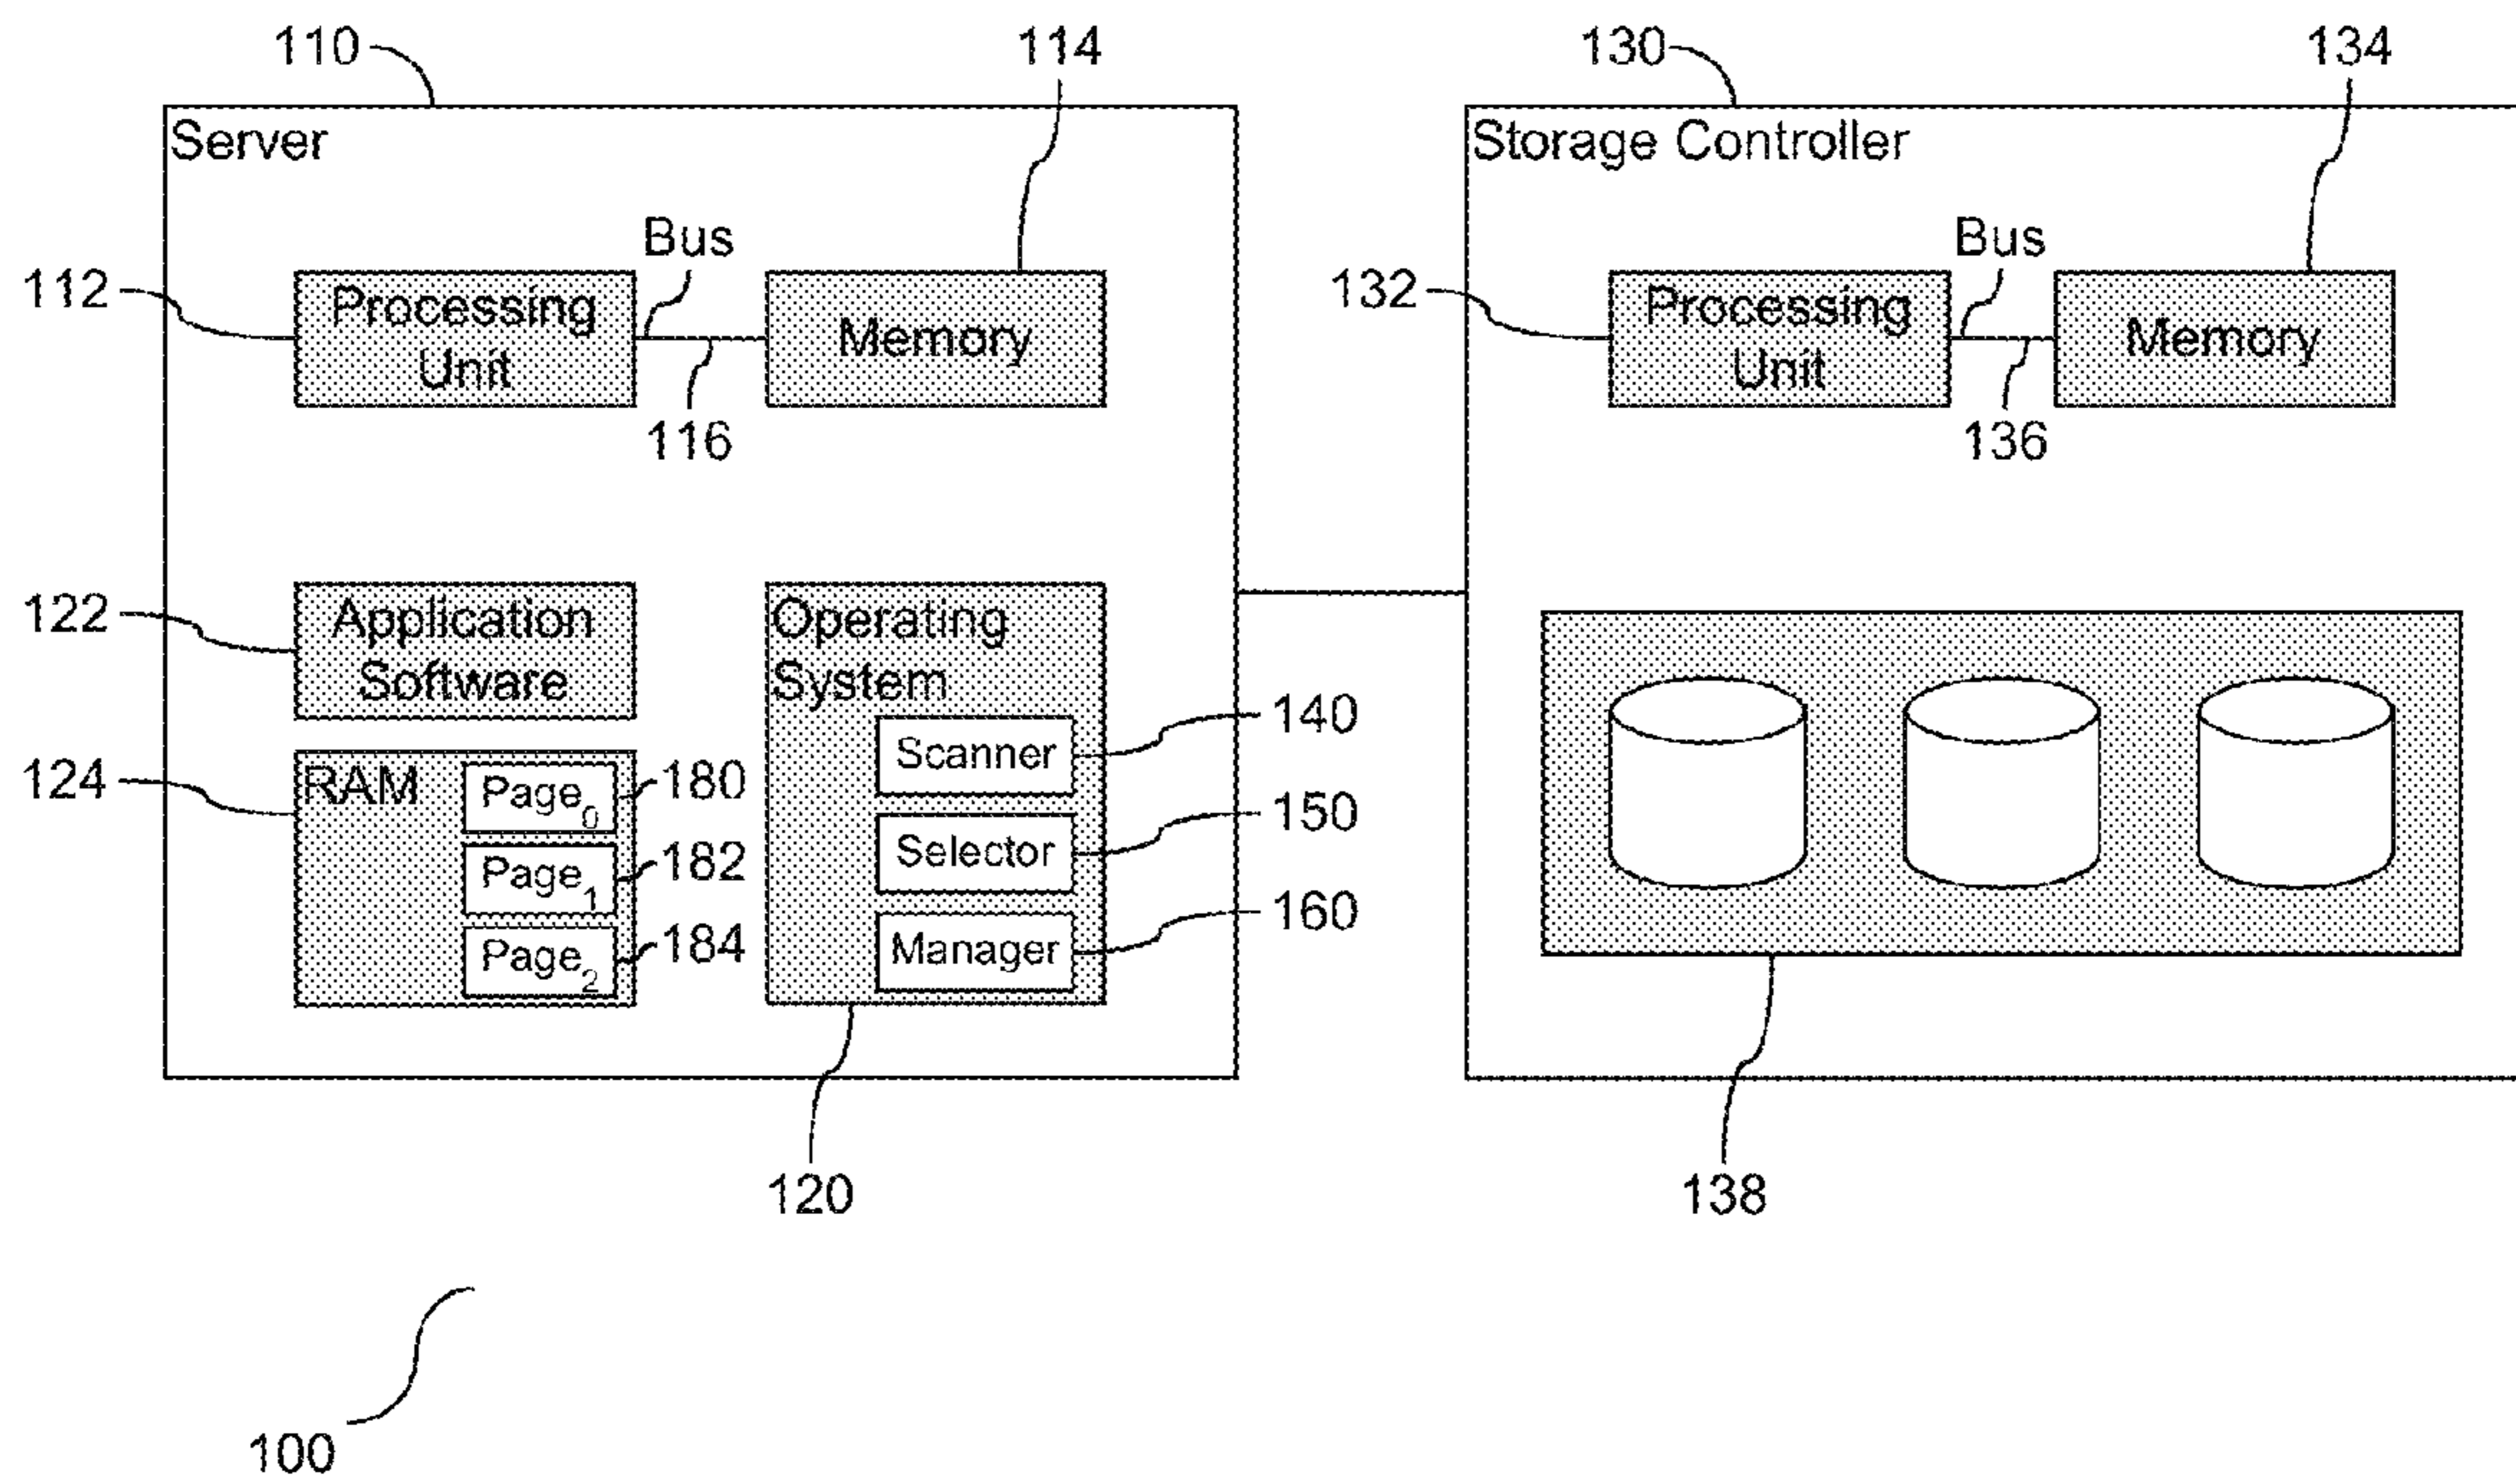 110
114
130
134
Server
Storage Controller
Bus
Bus
112
Processing
Unit
Memory
132
Processing
Unit
Memory
116
136
122
Application
Software
Operating
System
140
Scanner
124
RAM
Page0
180
150
Selector
Page1
182
160
Manager
Page2
184
120
138
100